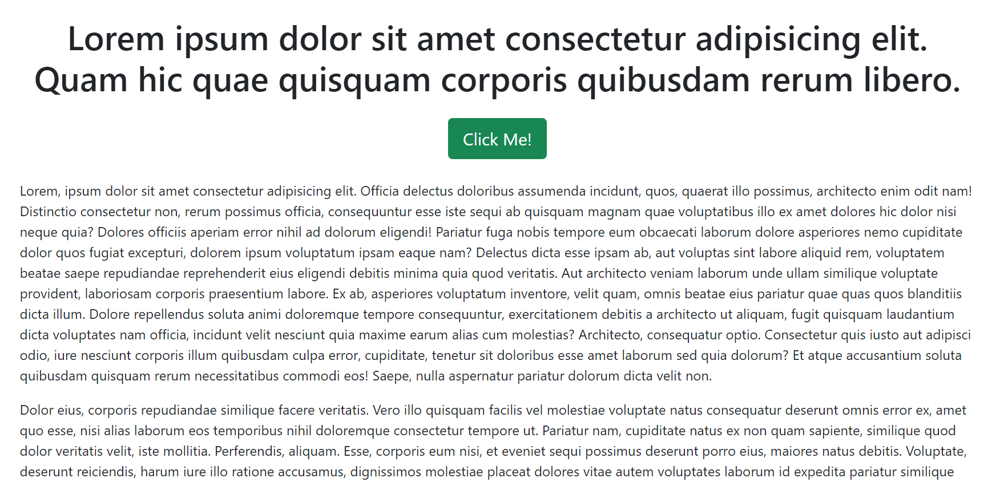 Lorem ipsum dolor sit amet consectetur adipisicing elit.
Quam hic quae quisquam corporis quibusdam rerum libero.
Click Me!
Lorem, ipsum dolor sit amet consectetur adipisicing elit. Officia delectus doloribus assumenda incidunt, quos, quaerat illo possimus, architecto enim odit nam!
Distinctio consectetur non, rerum possimus officia, consequuntur esse iste sequi ab quisquam magnam quae voluptatibus illo ex amet dolores hic dolor nisi
neque quia? Dolores officiis aperiam error nihil ad dolorum eligendi! Pariatur fuga nobis tempore eum obcaecati laborum dolore asperiores nemo cupiditate
dolor quos fugiat excepturi, dolorem ipsum voluptatum ipsam eaque nam? Delectus dicta esse ipsam ab, aut voluptas sint labore aliquid rem, voluptatem
beatae saepe repudiandae reprehenderit eius eligendi debitis minima quia quod veritatis. Aut architecto veniam laborum unde ullam similique voluptate
provident, laboriosam corporis praesentium labore. Ex ab, asperiores voluptatum inventore, velit quam, omnis beatae eius pariatur quae quas quos blanditiis
dicta illum. Dolore repellendus soluta animi doloremque tempore consequuntur, exercitationem debitis a architecto ut aliquam, fugit quisquam laudantium
dicta voluptates nam officia, incidunt velit nesciunt quia maxime earum alias cum molestias? Architecto, consequatur optio. Consectetur quis iusto aut adipisci
odio, iure nesciunt corporis illum quibusdam culpa error, cupiditate, tenetur sit doloribus esse amet laborum sed quia dolorum? Et atque accusantium soluta
quibusdam quisquam rerum necessitatibus commodi eos! Saepe, nulla aspernatur pariatur dolorum dicta velit non.
Dolor eius, corporis repudiandae similique facere veritatis. Vero illo quisquam facilis vel molestiae voluptate natus consequatur deserunt omnis error ex, amet
quo esse, nisi alias laborum eos temporibus nihil doloremque consectetur tempore ut. Pariatur nam, cupiditate natus ex non quam sapiente, similique quod
dolor veritatis velit, iste mollitia. Perferendis, aliquam. Esse, corporis eum nisi, et eveniet sequi possimus deserunt porro eius, maiores natus debitis. Voluptate,
deserunt reiciendis, harum iure illo ratione accusamus, dignissimos molestiae placeat dolores vitae autem voluptates laborum id expedita pariatur similique